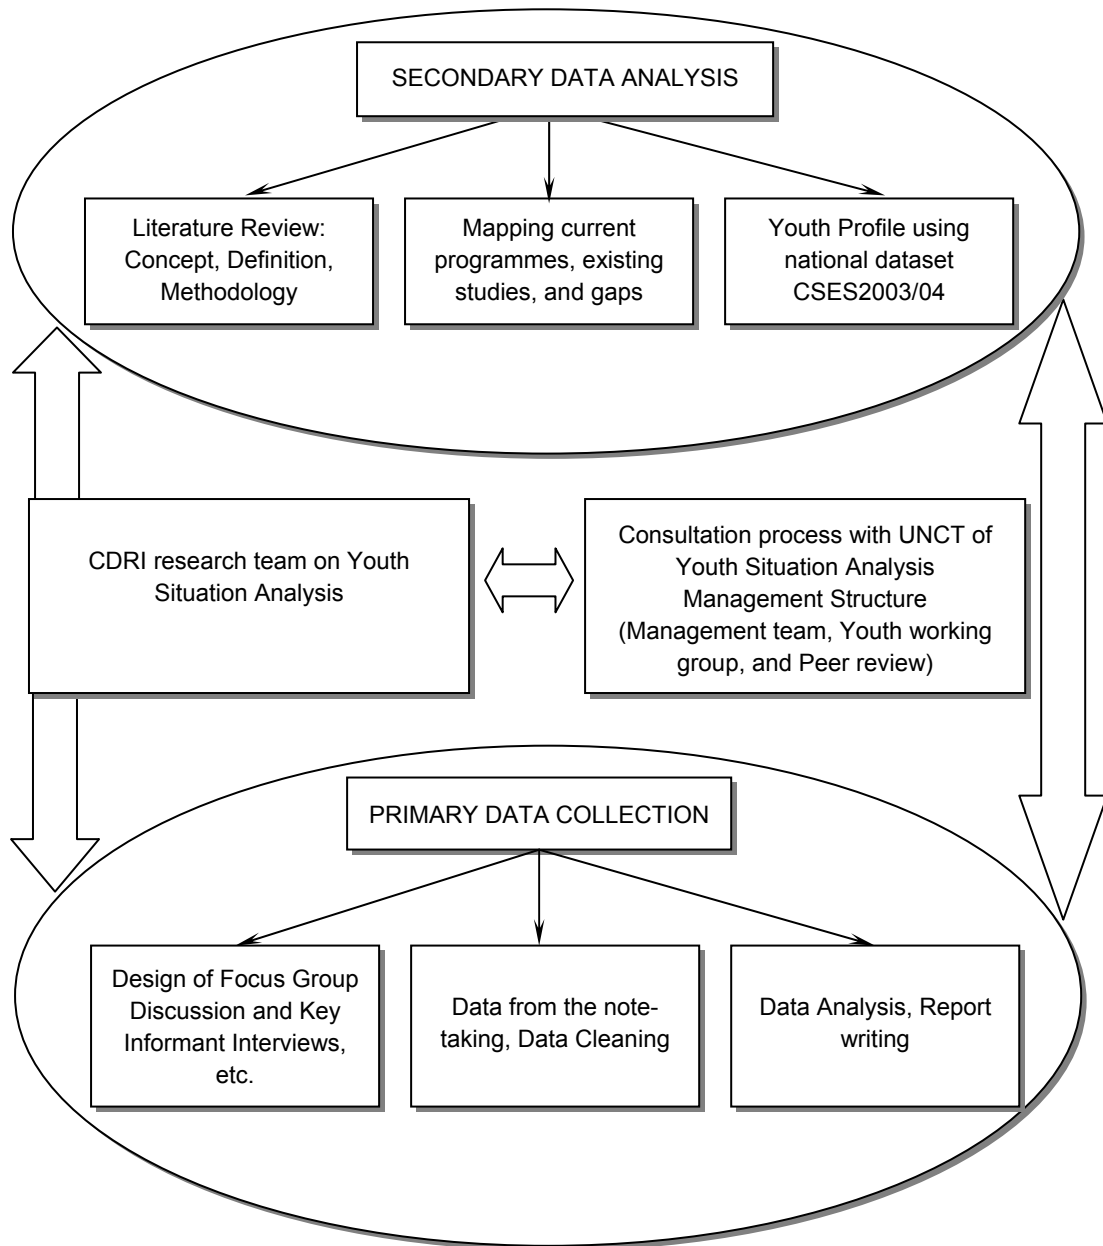 SECONDARY DATA ANALYSIS
Literature Review:
Concept, Definition,
Methodology
Mapping current
programmes, existing
studies, and gaps
Youth Profile using
national dataset
CSES2003/04
CDRI research team on Youth
Situation Analysis
Consultation process with UNCT of
Youth Situation Analysis
Management Structure
(Management team, Youth working
group, and Peer review)
PRIMARY DATA COLLECTION
Design of Focus Group
Discussion and Key
Informant Interviews,
etc.
Data from the note-
taking, Data Cleaning
Data Analysis, Report
writing